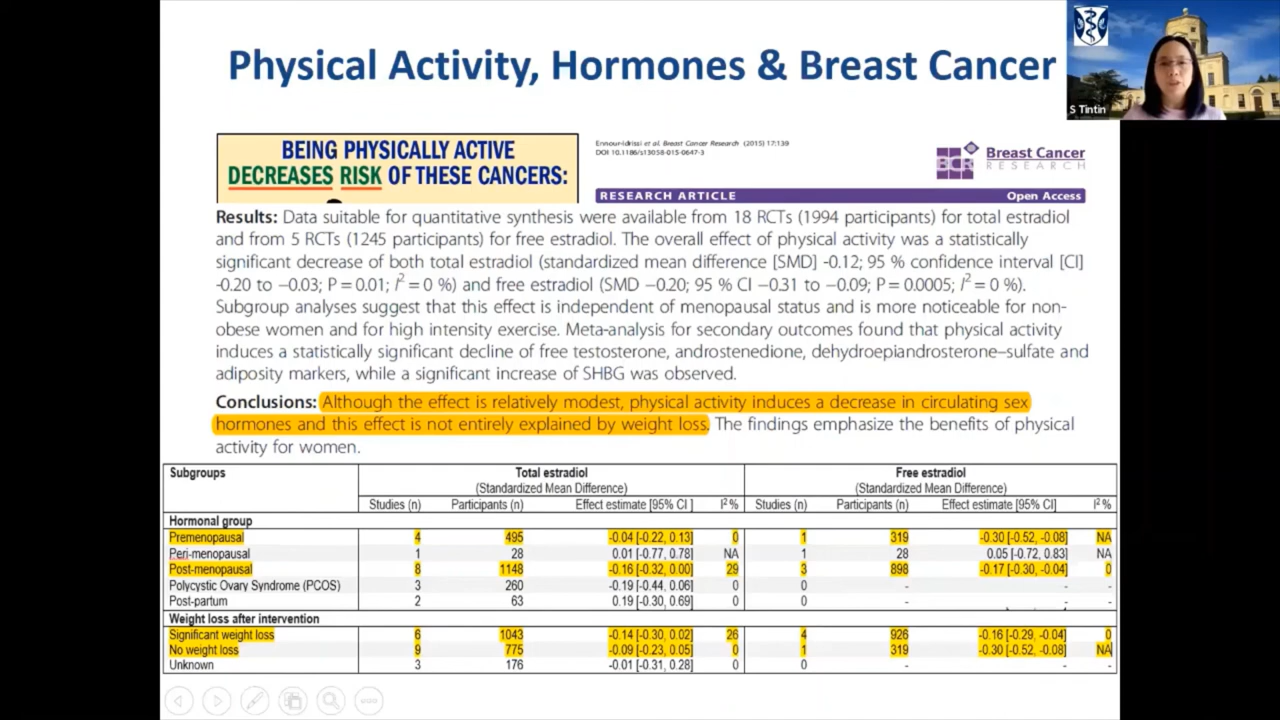 Physical Activity, Hormones & Breast Cancer
S Tintin
BEING PHYSICALLY ACTIVE
DECREASES RISK OF THESE CANCERS:
Ennour-Idrissi et al. Breast Cancer Research (2015) 17:139
DOI 10.1186/s13058-015-0647-3
BCR Breast Cancer
RESEARCH
RESEARCH ARTICLE Open Access
Results: Data suitable for quantitative synthesis were available from 18 RCTs (1994 participants) for total estradiol
and from 5 RCTs (1245 participants) for free estradiol. The overall effect of physical activity was a statistically
significant decrease of both total estradiol (standardized mean difference [SMD] -0.12; 95 % confidence interval [CI]
-0.20 to −0.03; P = 0.01; I² = 0 %) and free estradiol (SMD −0.20; 95 % CI −0.31 to −0.09; P = 0.0005; I² = 0 %).
Subgroup analyses suggest that this effect is independent of menopausal status and is more noticeable for non-
obese women and for high intensity exercise. Meta-analysis for secondary outcomes found that physical activity
induces a statistically significant decline of free testosterone, androstenedione, dehydroepiandrosterone–sulfate and
adiposity markers, while a significant increase of SHBG was observed.
Conclusions: Although the effect is relatively modest, physical activity induces a decrease in circulating sex
hormones and this effect is not entirely explained by weight loss. The findings emphasize the benefits of physical
activity for women.
Subgroups Total estradiol Free estradiol
(Standardized Mean Difference) (Standardized Mean Difference)
Studies (n) Participants (n) Effect estimate [95% CI ] I² % Studies (n) Participants (n) Effect estimate [95% CI] I² %
Hormonal group
Premenopausal 4 495 -0.04 [-0.22, 0.13] 0 1 319 -0.30 [-0.52, -0.08] NA
Peri-menopausal 1 28 0.01 [-0.77, 0.78] NA 1 28 0.05 [-0.72, 0.83] NA
Post-menopausal 8 1148 -0.16 [-0.32, 0.00] 29 3 898 -0.17 [-0.30, -0.04] 0
Polycystic Ovary Syndrome (PCOS) 3 260 -0.19 [-0.44, 0.06] 0 0 - - -
Post-partum 2 63 0.19 [-0.30, 0.69] 0 0 - - -
Weight loss after intervention
Significant weight loss 6 1043 -0.14 [-0.30, 0.02] 26 4 926 -0.16 [-0.29, -0.04] 0
No weight loss 9 775 -0.09 [-0.23, 0.05] 0 1 319 -0.30 [-0.52, -0.08] NA
Unknown 3 176 -0.01 [-0.31, 0.28] 0 0 - - -